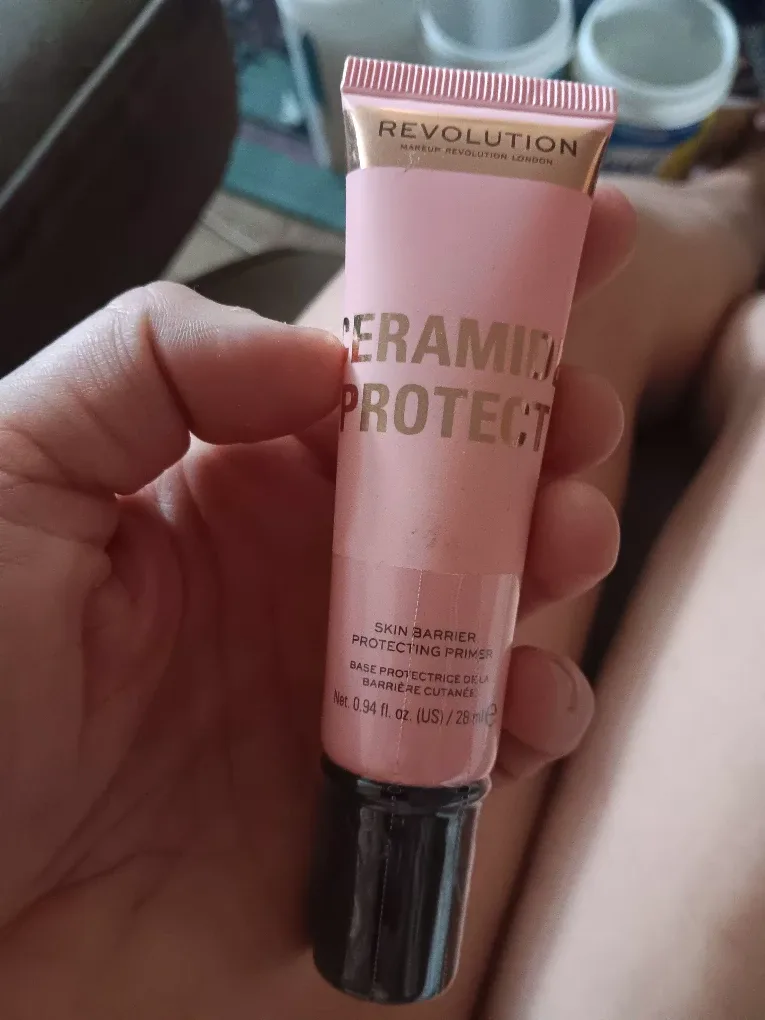 REVOLUTION
MAKEUP REVOLUTION LONDON
CERAMIDE
PROTECT
SKIN BARRIER
PROTECTING PRIMER
BASE PROTECTRICE DE LA
BARRIÈRE CUTANÉE
Net. 0.94 fl. oz. (US) / 28 ml e